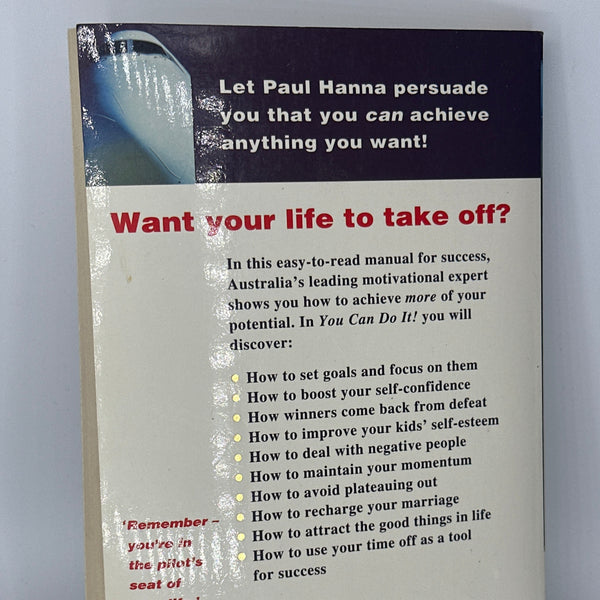 Let Paul Hanna persuade
you that you can achieve
anything you want!
Want your life to take off?
In this easy-to-read manual for success,
Australia's leading motivational expert
shows you how to achieve more of your
potential. In You Can Do It! you will
discover:
How to set goals and focus on them
How to boost your self-confidence
How winners come back from defeat
How to improve your kids' self-esteem
How to deal with negative people
How to maintain your momentum
How to avoid plateauing out
How to recharge your marriage
How to attract the good things in life
How to use your time off as a tool
for success
'Remember –
you're in
the pilot's
seat of